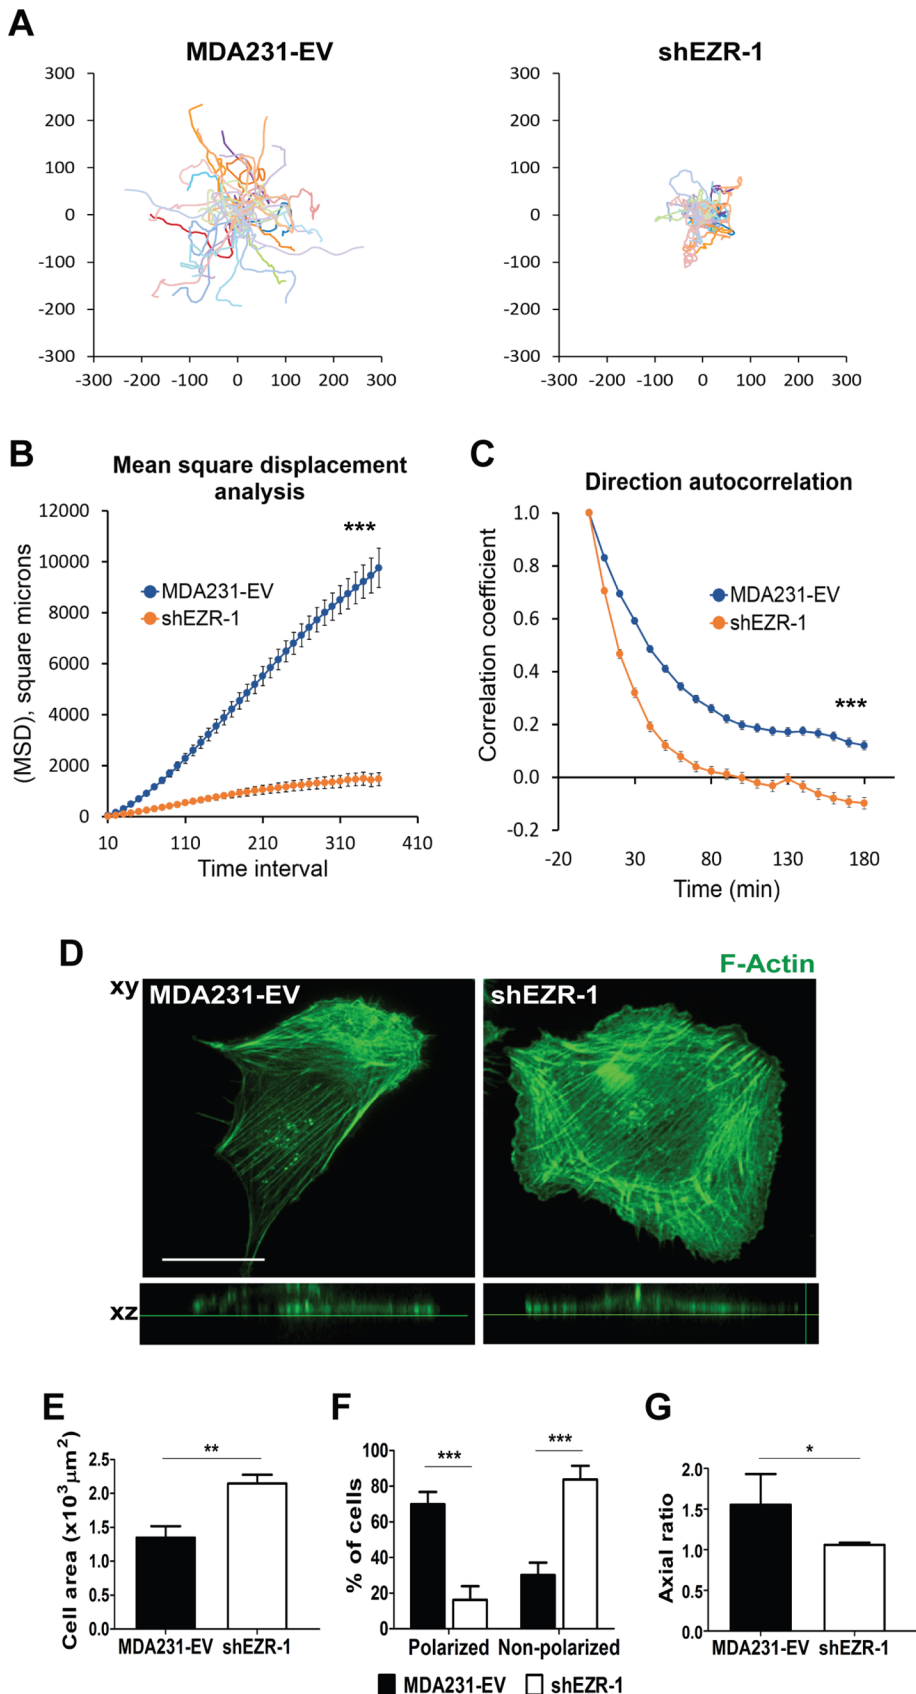 A
MDA231-EV
shEZR-1
300
200
100
0
-100
-200
-300
-300 -200 -100 0 100 200 300
300
200
100
0
-100
-200
-300
-300 -200 -100 0 100 200 300
B
Mean square displacement
analysis
(MSD), square microns
12000
10000
8000
6000
4000
2000
0
***
MDA231-EV
shEZR-1
10 110 210 310 410
Time interval
C
Direction autocorrelation
Correlation coefficient
1.0
0.8
0.6
0.4
0.2
0.0
-0.2
MDA231-EV
shEZR-1
***
-20 30 80 130 180
Time (min)
D
F-Actin
xy
MDA231-EV
shEZR-1
xz
E
Cell area (x10³µm²)
2.5
2.0
1.5
1.0
0.5
0.0
**
MDA231-EV shEZR-1
F
% of cells
100
80
60
40
20
0
***
***
Polarized Non-polarized
MDA231-EV shEZR-1
G
Axial ratio
2.0
1.5
1.0
0.5
0.0
*
MDA231-EV shEZR-1